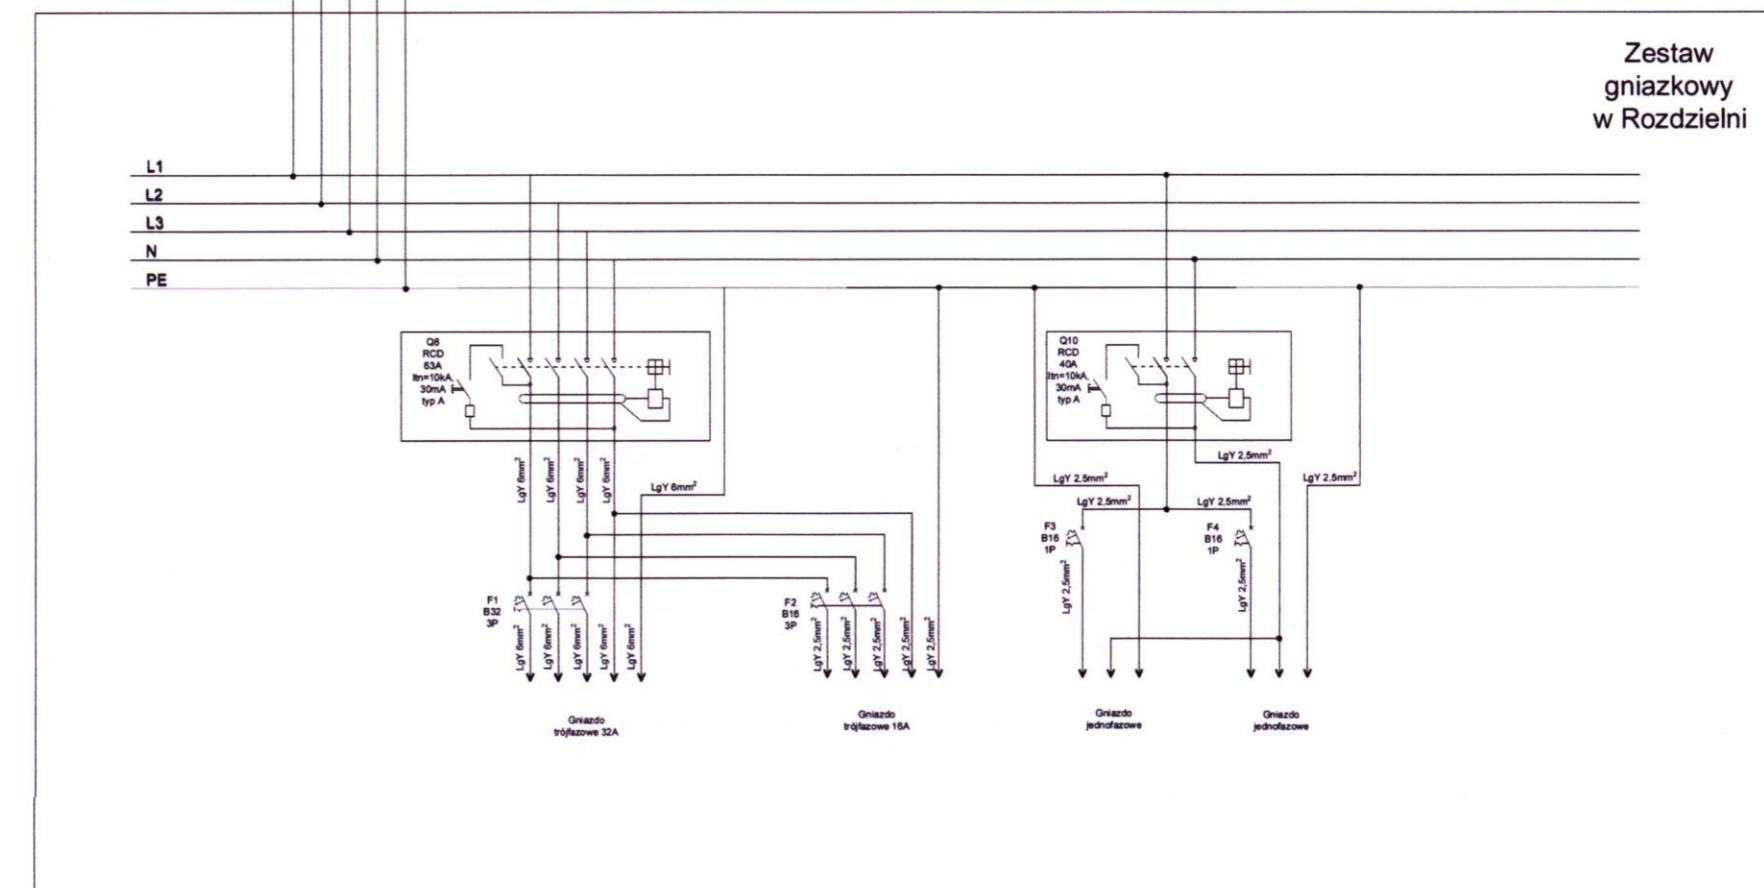 Zestaw
gniazkowy
w Rozdzielni
L1
L2
L3
N
PE
Q8
RCD
63A
Itn=10kA,
30mA
typ A
Q10
RCD
40A
Itn=10kA,
30mA
typ A
LgY 6mm²
LgY 6mm²
LgY 6mm²
LgY 6mm²
LgY 6mm²
LgY 2,5mm²
LgY 2,5mm²
LgY 2,5mm²
LgY 2,5mm²
LgY 2,5mm²
F1
B32
3P
LgY 6mm²
LgY 6mm²
LgY 6mm²
LgY 6mm²
LgY 6mm²
F2
B16
3P
LgY 2,5mm²
LgY 2,5mm²
LgY 2,5mm²
LgY 2,5mm²
LgY 2,5mm²
F3
B16
1P
LgY 2,5mm²
F4
B16
1P
LgY 2,5mm²
Gniazdo
trójfazowe 32A
Gniazdo
trójfazowe 16A
Gniazdo
jednofazowe
Gniazdo
jednofazowe